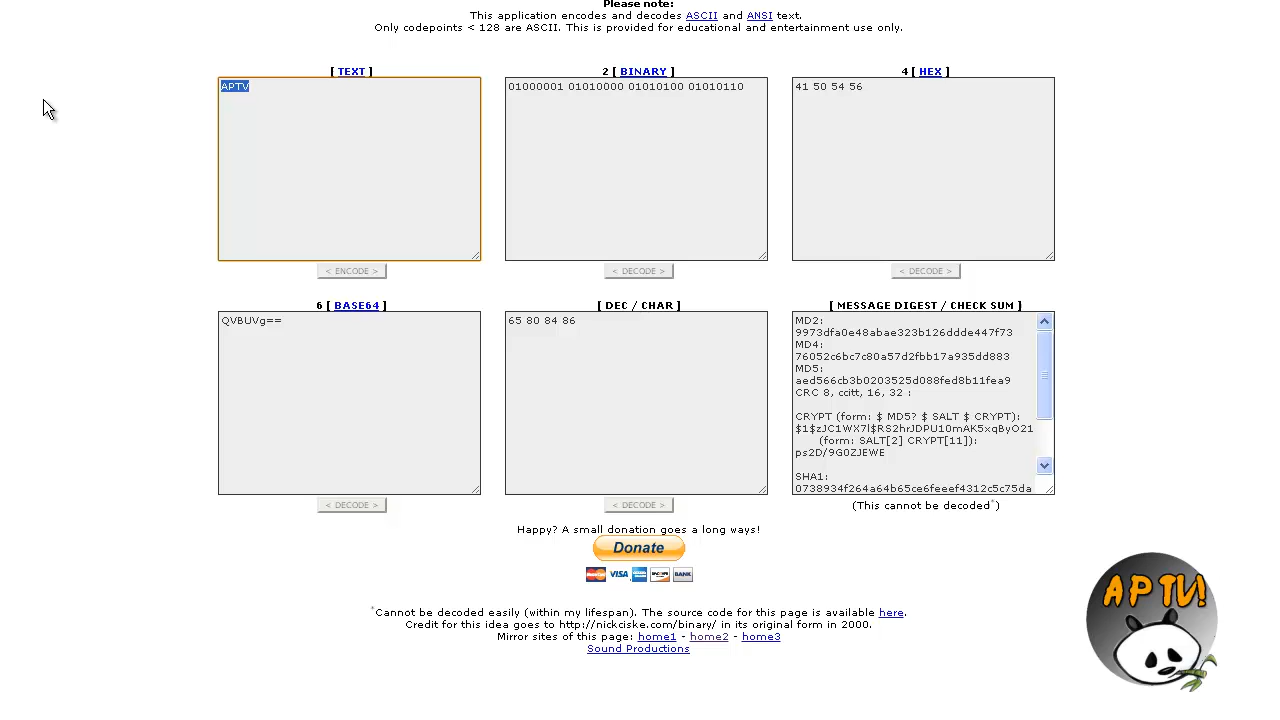 Please note:
This application encodes and decodes ASCII and ANSI text.
Only codepoints < 128 are ASCII. This is provided for educational and entertainment use only.
[ TEXT ]
2 [ BINARY ]
4 [ HEX ]
APTV
01000001 01010000 01010100 01010110
41 50 54 56
< ENCODE >
< DECODE >
< DECODE >
6 [ BASE64 ]
[ DEC / CHAR ]
[ MESSAGE DIGEST / CHECK SUM ]
QVBUVg==
65 80 84 86
MD2:
9973dfa0e48abae323b126ddde447f73
MD4:
76052c6bc7c80a57d2fbb17a935dd883
MD5:
aed566cb3b0203525d088fed8b11fea9
CRC 8, ccitt, 16, 32 :
CRYPT (form: $ MD5? $ SALT $ CRYPT):
$1$zJC1WX7l$RS2hrJDPU10mAK5xqByO21
(form: SALT[2] CRYPT[11]):
ps2D/9G0ZJEWE
SHA1:
0738934f264a64b65ce6feeef4312c5c75da
< DECODE >
< DECODE >
(This cannot be decoded*)
Happy? A small donation goes a long ways!
Donate
MasterCard VISA
BANK
*Cannot be decoded easily (within my lifespan). The source code for this page is available here.
Credit for this idea goes to http://nickciske.com/binary/ in its original form in 2000.
Mirror sites of this page: home1 - home2 - home3
Sound Productions
APTV!